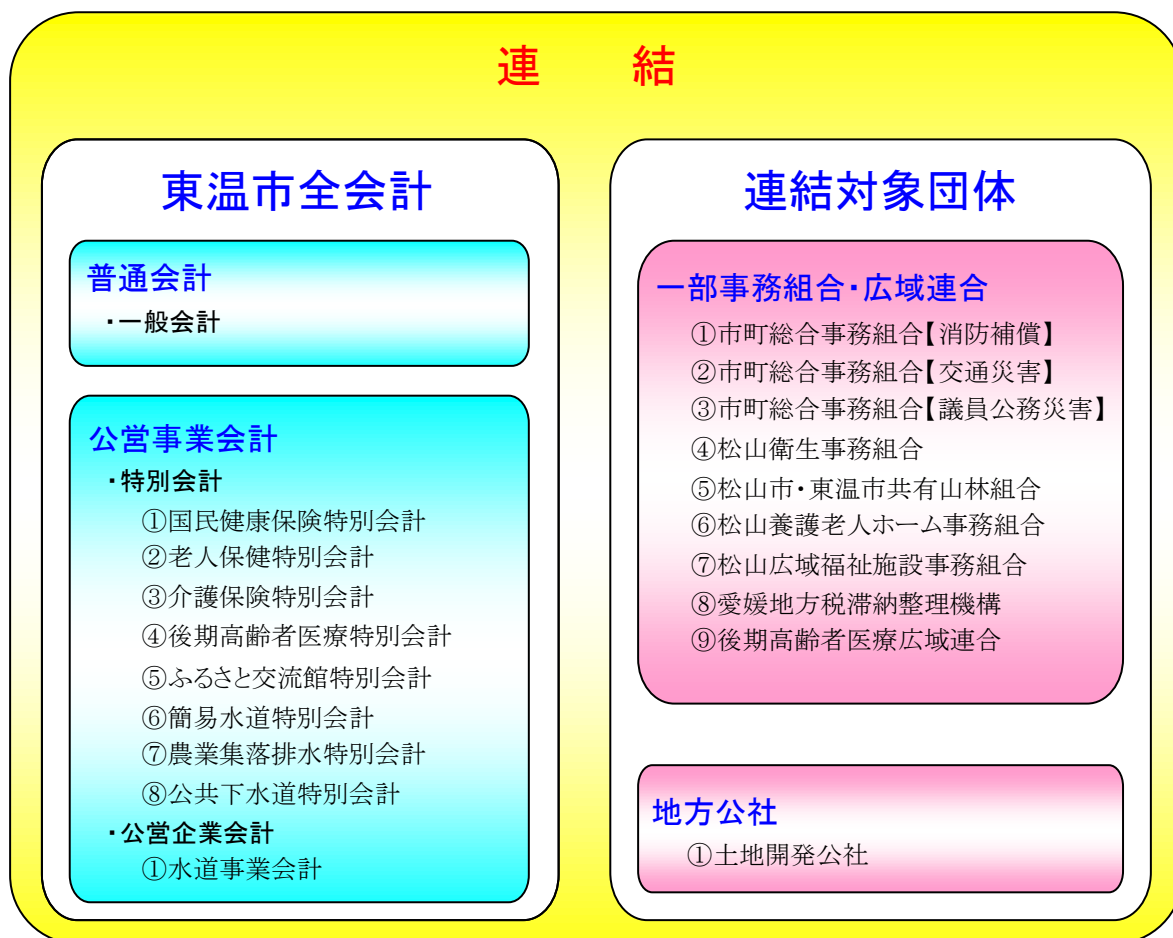 連 結
東温市全会計
普通会計
・一般会計
公営事業会計
・特別会計
①国民健康保険特別会計
②老人保健特別会計
③介護保険特別会計
④後期高齢者医療特別会計
⑤ふるさと交流館特別会計
⑥簡易水道特別会計
⑦農業集落排水特別会計
⑧公共下水道特別会計
・公営企業会計
①水道事業会計
連結対象団体
一部事務組合・広域連合
①市町総合事務組合【消防補償】
②市町総合事務組合【交通災害】
③市町総合事務組合【議員公務災害】
④松山衛生事務組合
⑤松山市・東温市共有山林組合
⑥松山養護老人ホーム事務組合
⑦松山広域福祉施設事務組合
⑧愛媛地方税滞納整理機構
⑨後期高齢者医療広域連合
地方公社
①土地開発公社